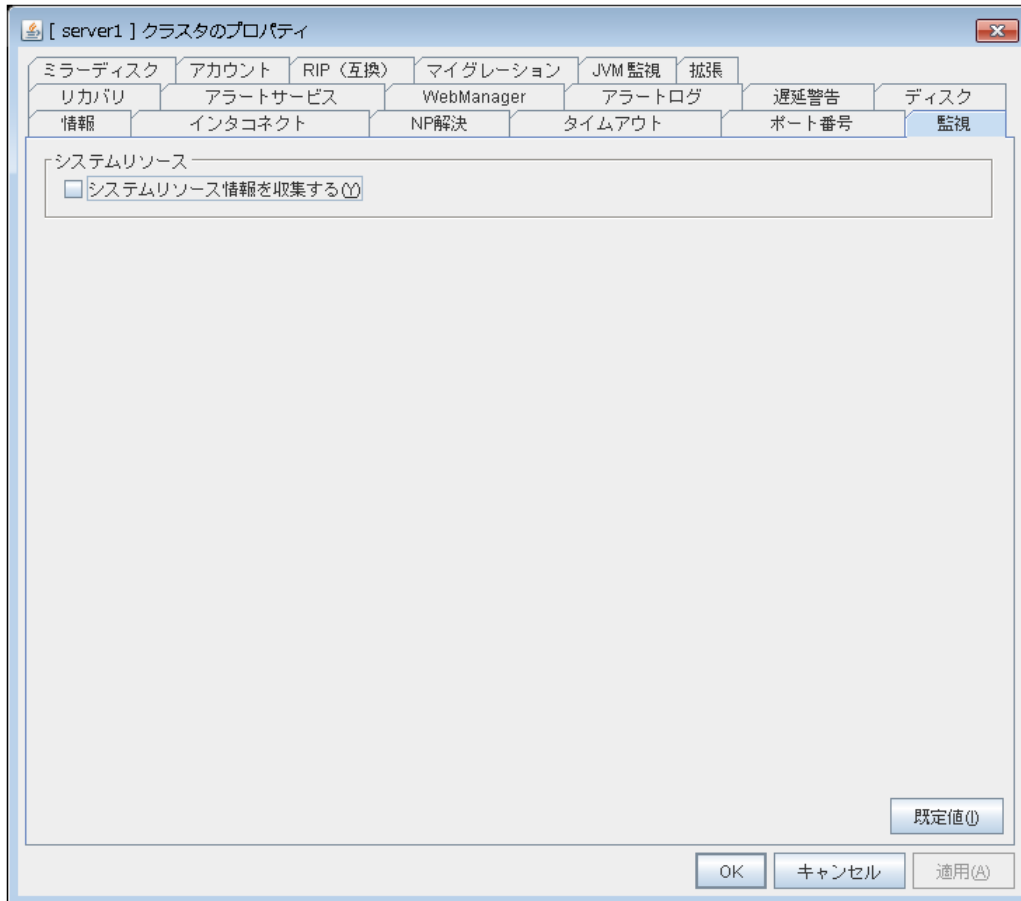 [ server1 ] クラスタのプロパティ
ミラーディスク アカウント RIP（互換） マイグレーション JVM監視 拡張
リカバリ アラートサービス WebManager アラートログ 遅延警告 ディスク
情報 インタコネクト NP解決 タイムアウト ポート番号 監視
システムリソース
システムリソース情報を収集する(Y)
既定値(I)
OK キャンセル 適用(A)